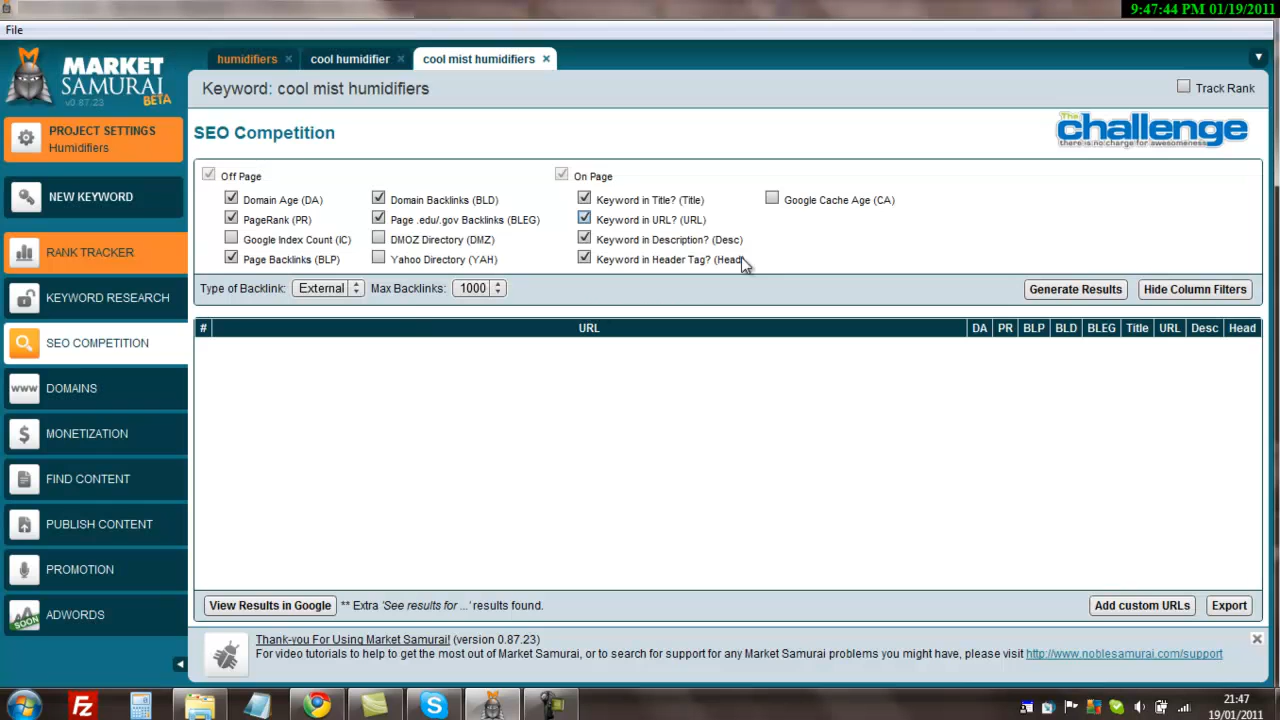 9:47:44 PM 01/19/2011
File
MARKET SAMURAI
v0.87.23 BETA
humidifiers
cool humidifier
cool mist humidifiers
Keyword: cool mist humidifiers
Track Rank
PROJECT SETTINGS
Humidifiers
NEW KEYWORD
RANK TRACKER
KEYWORD RESEARCH
SEO COMPETITION
www DOMAINS
$ MONETIZATION
FIND CONTENT
PUBLISH CONTENT
PROMOTION
SOON ADWORDS
SEO Competition
The challenge
there is no charge for awesomeness
Off Page
Domain Age (DA)
PageRank (PR)
Google Index Count (IC)
Page Backlinks (BLP)
Domain Backlinks (BLD)
Page .edu/.gov Backlinks (BLEG)
DMOZ Directory (DMZ)
Yahoo Directory (YAH)
On Page
Keyword in Title? (Title)
Keyword in URL? (URL)
Keyword in Description? (Desc)
Keyword in Header Tag? (Head
Google Cache Age (CA)
Type of Backlink: External Max Backlinks: 1000
Generate Results
Hide Column Filters
# URL DA PR BLP BLD BLEG Title URL Desc Head
View Results in Google ** Extra 'See results for ...' results found.
Add custom URLs
Export
Thank-you For Using Market Samurai! (version 0.87.23)
For video tutorials to help to get the most out of Market Samurai, or to search for support for any Market Samurai problems you might have, please visit http://www.noblesamurai.com/support
21:47
19/01/2011